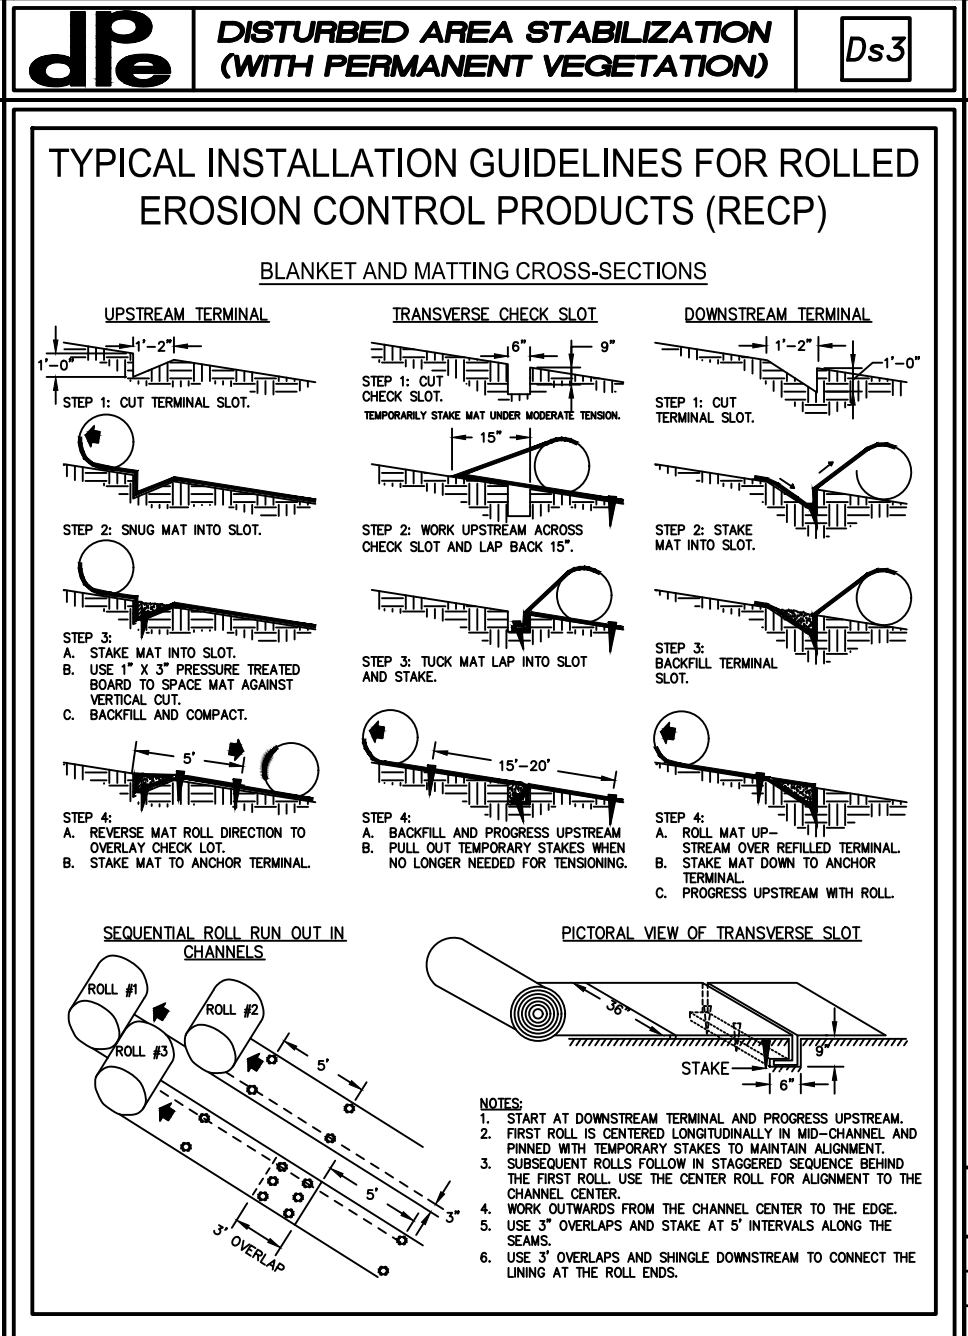 dpe
DISTURBED AREA STABILIZATION
(WITH PERMANENT VEGETATION)
Ds3
TYPICAL INSTALLATION GUIDELINES FOR ROLLED
EROSION CONTROL PRODUCTS (RECP)
BLANKET AND MATTING CROSS-SECTIONS
UPSTREAM TERMINAL
1'-2"
1'-0"
STEP 1: CUT TERMINAL SLOT.
STEP 2: SNUG MAT INTO SLOT.
STEP 3:
A. STAKE MAT INTO SLOT.
B. USE 1" X 3" PRESSURE TREATED
BOARD TO SPACE MAT AGAINST
VERTICAL CUT.
C. BACKFILL AND COMPACT.
5'
STEP 4:
A. REVERSE MAT ROLL DIRECTION TO
OVERLAY CHECK LOT.
B. STAKE MAT TO ANCHOR TERMINAL.
TRANSVERSE CHECK SLOT
6"
9"
STEP 1: CUT
CHECK SLOT.
TEMPORARILY STAKE MAT UNDER MODERATE TENSION.
15"
STEP 2: WORK UPSTREAM ACROSS
CHECK SLOT AND LAP BACK 15".
STEP 3: TUCK MAT LAP INTO SLOT
AND STAKE.
15'-20'
STEP 4:
A. BACKFILL AND PROGRESS UPSTREAM
B. PULL OUT TEMPORARY STAKES WHEN
NO LONGER NEEDED FOR TENSIONING.
DOWNSTREAM TERMINAL
1'-2"
1'-0"
STEP 1: CUT
TERMINAL SLOT.
STEP 2: STAKE
MAT INTO SLOT.
STEP 3:
BACKFILL TERMINAL
SLOT.
STEP 4:
A. ROLL MAT UP-
STREAM OVER REFILLED TERMINAL.
B. STAKE MAT DOWN TO ANCHOR
TERMINAL.
C. PROGRESS UPSTREAM WITH ROLL.
SEQUENTIAL ROLL RUN OUT IN
CHANNELS
ROLL #1
ROLL #2
ROLL #3
5'
5'
3"
3' OVERLAP
PICTORAL VIEW OF TRANSVERSE SLOT
36"
STAKE
9"
6"
NOTES:
1. START AT DOWNSTREAM TERMINAL AND PROGRESS UPSTREAM.
2. FIRST ROLL IS CENTERED LONGITUDINALLY IN MID-CHANNEL AND
PINNED WITH TEMPORARY STAKES TO MAINTAIN ALIGNMENT.
3. SUBSEQUENT ROLLS FOLLOW IN STAGGERED SEQUENCE BEHIND
THE FIRST ROLL. USE THE CENTER ROLL FOR ALIGNMENT TO THE
CHANNEL CENTER.
4. WORK OUTWARDS FROM THE CHANNEL CENTER TO THE EDGE.
5. USE 3" OVERLAPS AND STAKE AT 5' INTERVALS ALONG THE
SEAMS.
6. USE 3' OVERLAPS AND SHINGLE DOWNSTREAM TO CONNECT THE
LINING AT THE ROLL ENDS.